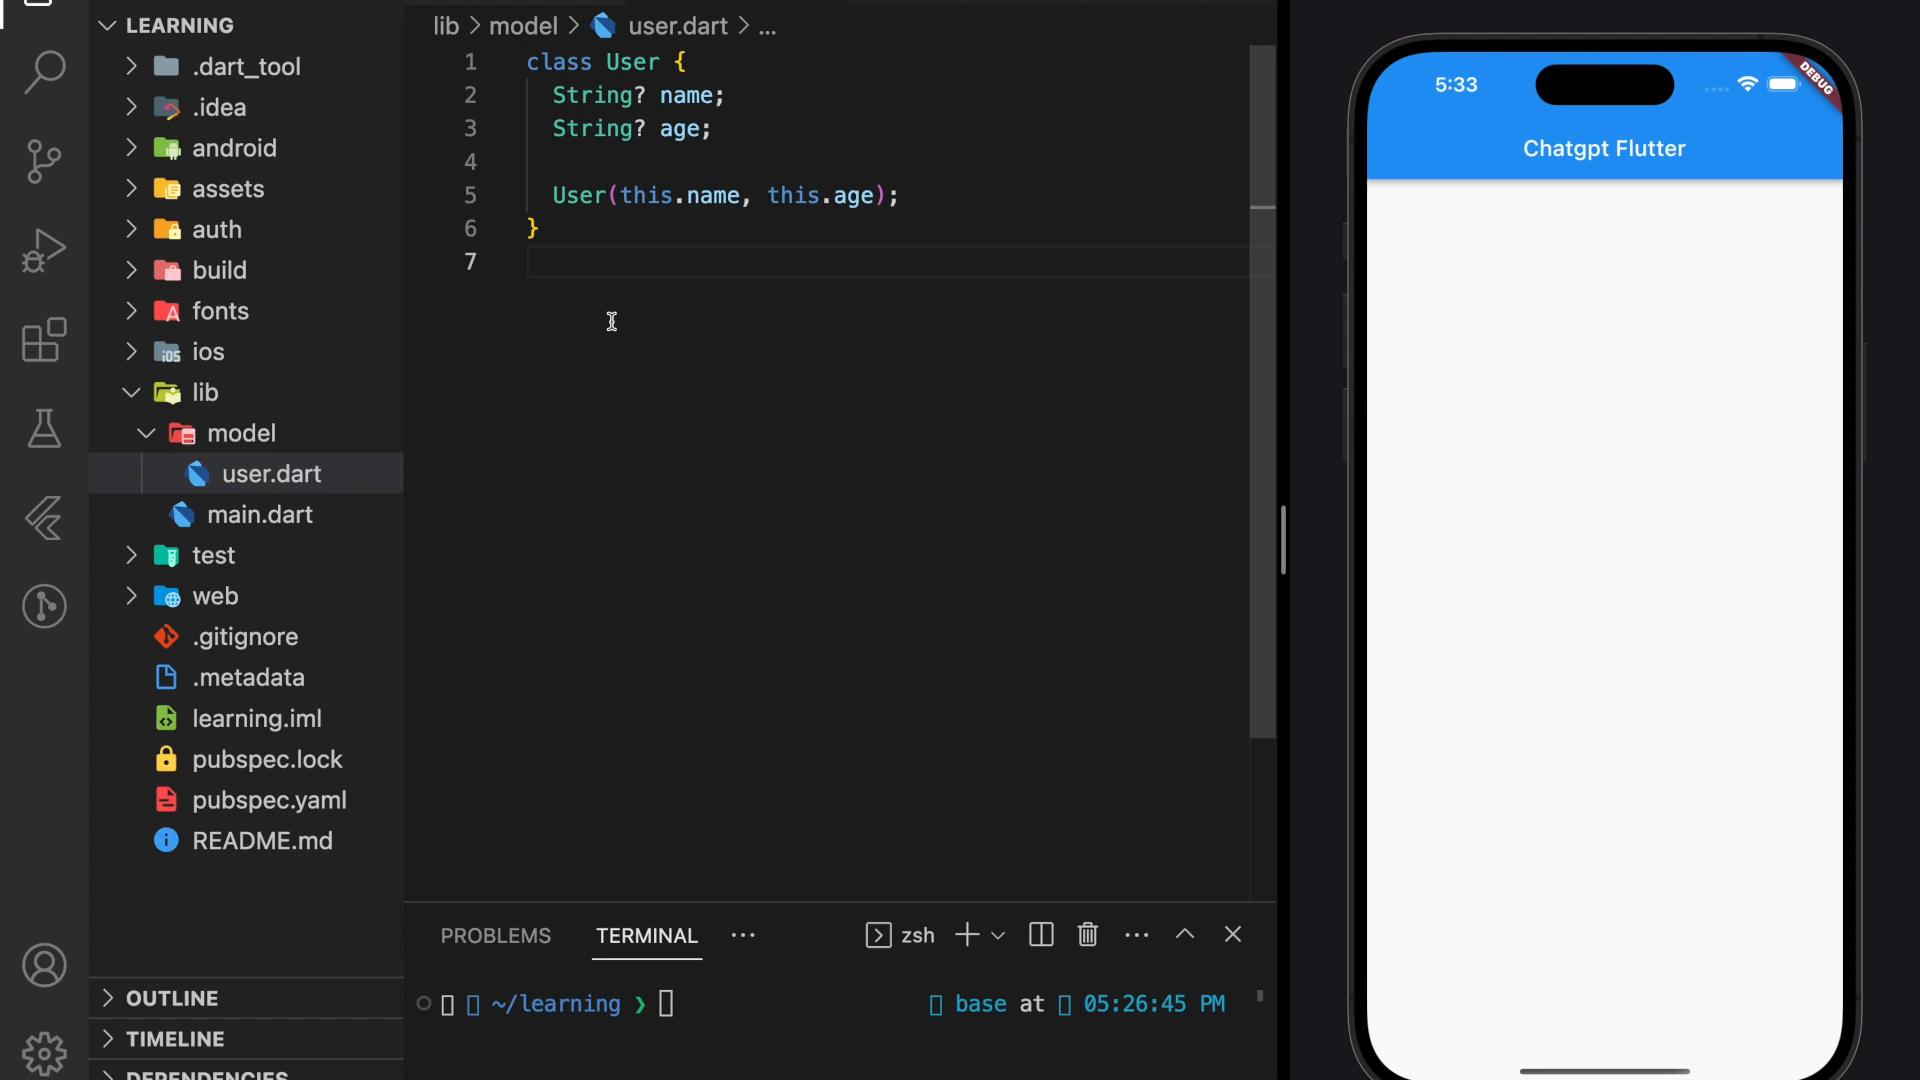 LEARNING
.dart_tool
.idea
android
assets
auth
build
fonts
ios
lib
model
user.dart
main.dart
test
web
.gitignore
.metadata
learning.iml
pubspec.lock
pubspec.yaml
README.md
OUTLINE
TIMELINE
DEPENDENCIES
lib > model > user.dart > ...
1 class User {
2 String? name;
3 String? age;
4
5 User(this.name, this.age);
6 }
7
PROBLEMS TERMINAL ... zsh
~/learning ❯ base at 05:26:45 PM
5:33
DEBUG
Chatgpt Flutter